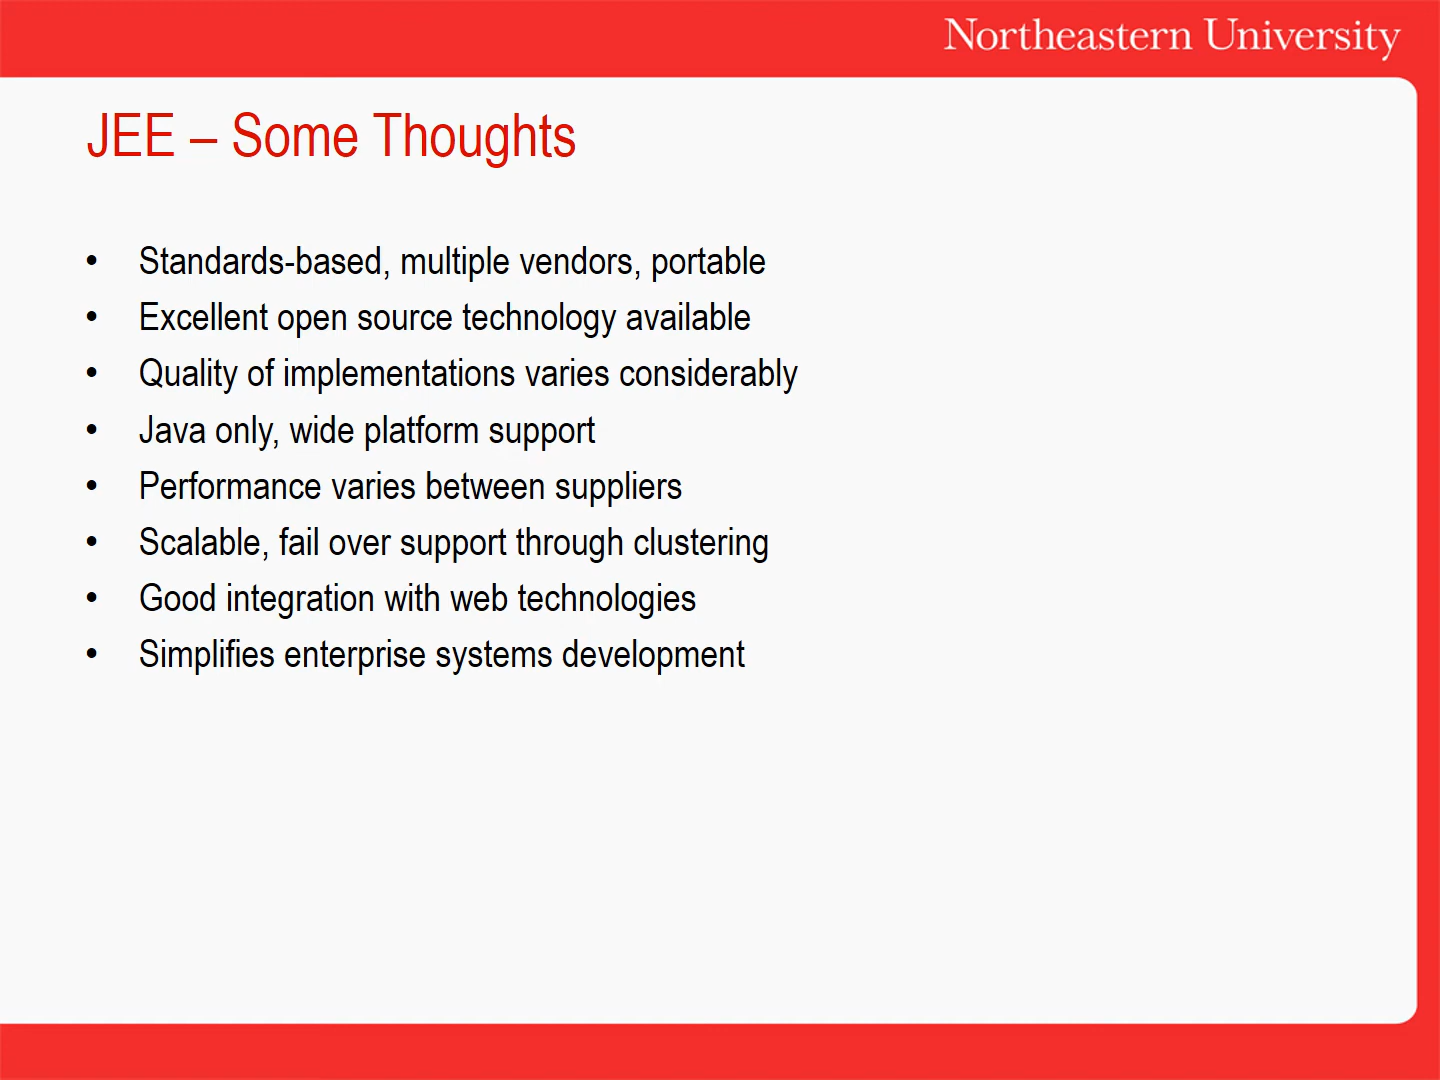 Northeastern University
JEE – Some Thoughts
• Standards-based, multiple vendors, portable
• Excellent open source technology available
• Quality of implementations varies considerably
• Java only, wide platform support
• Performance varies between suppliers
• Scalable, fail over support through clustering
• Good integration with web technologies
• Simplifies enterprise systems development